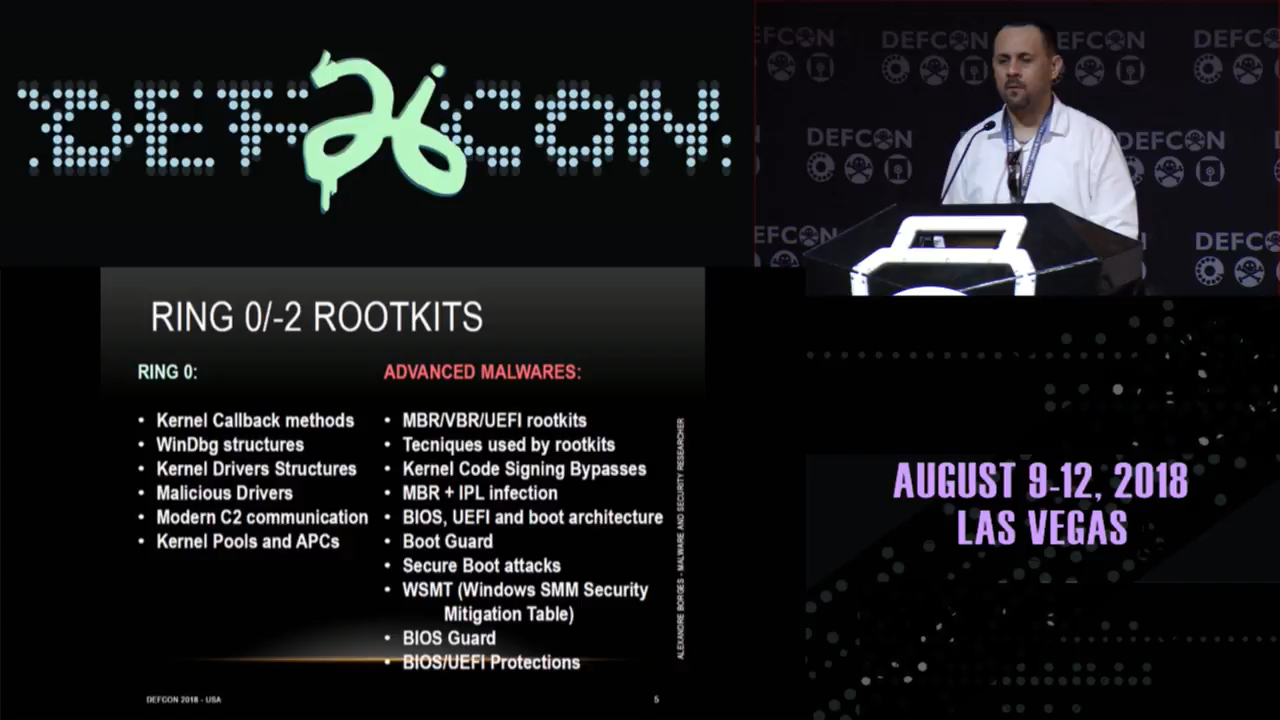 DEFCON
26
DEFCON
DEFCON
DEFCON
DEFCON
DEFCON
DEFCON
EFCON
DEFCO
RING 0/-2 ROOTKITS
RING 0:
• Kernel Callback methods
• WinDbg structures
• Kernel Drivers Structures
• Malicious Drivers
• Modern C2 communication
• Kernel Pools and APCs
ADVANCED MALWARES:
• MBR/VBR/UEFI rootkits
• Tecniques used by rootkits
• Kernel Code Signing Bypasses
• MBR + IPL infection
• BIOS, UEFI and boot architecture
• Boot Guard
• Secure Boot attacks
• WSMT (Windows SMM Security
Mitigation Table)
• BIOS Guard
• BIOS/UEFI Protections
ALEXANDRE BORGES - MALWARE AND SECURITY RESEARCHER
DEFCON 2018 - USA
5
AUGUST 9-12, 2018
LAS VEGAS